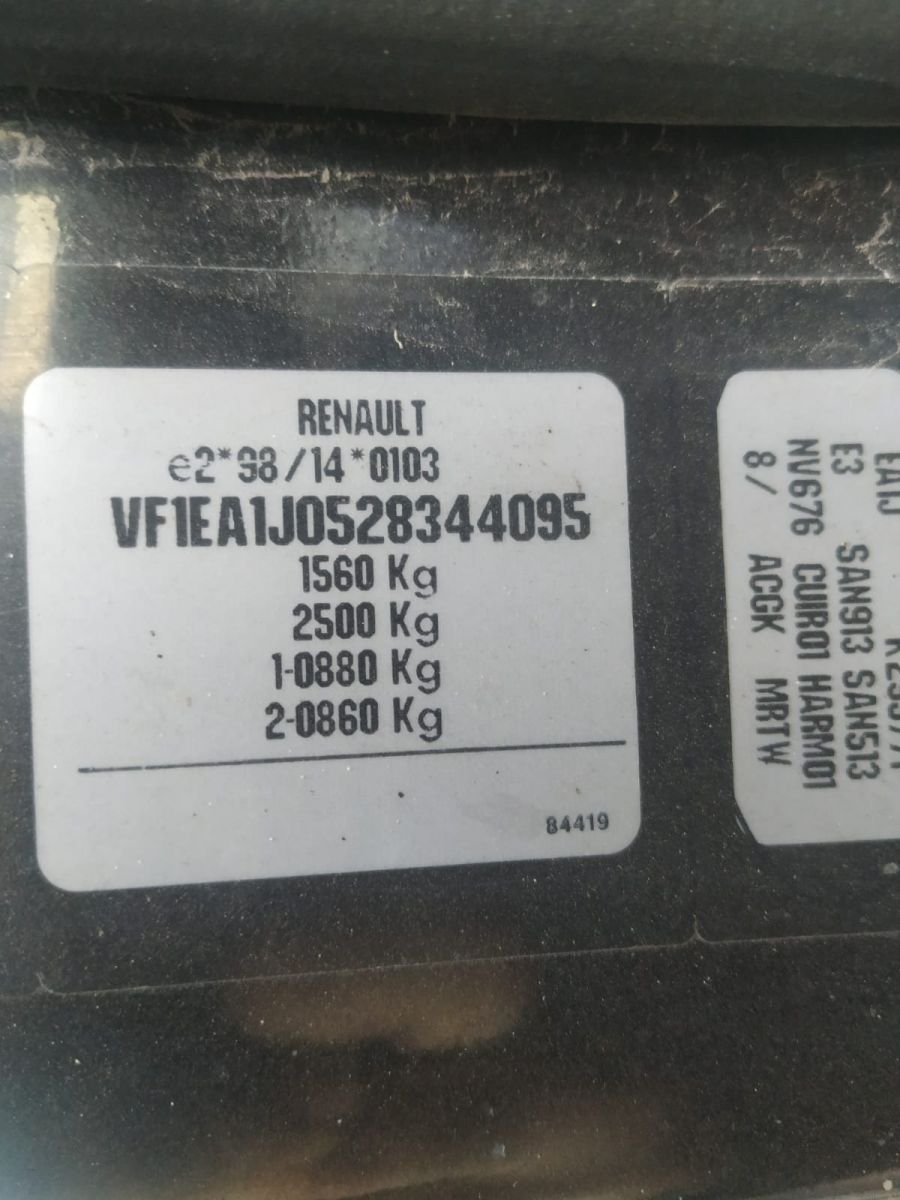 RENAULT
e2*98/14*0103
VF1EA1J0528344095
1560 Kg
2500 Kg
1-0880 Kg
2-0860 Kg
84419
EA1J
E3 SAN913 SAN513
NV676 CUIR01 HARM01
8/ ACGK MRTW